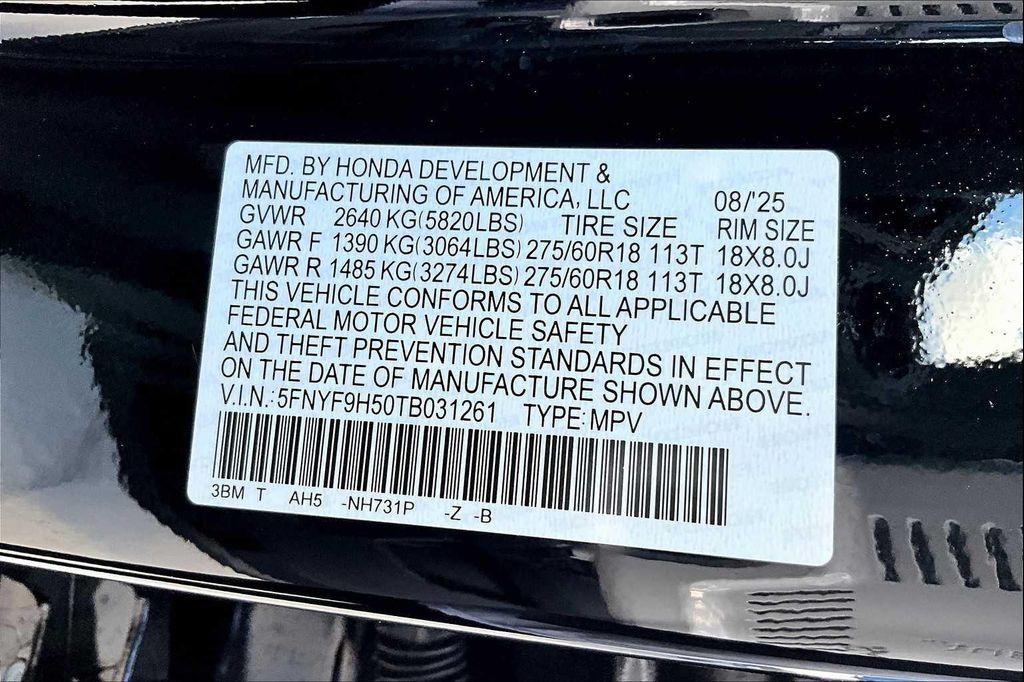 MFD. BY HONDA DEVELOPMENT &
MANUFACTURING OF AMERICA, LLC 08/'25
GVWR 2640 KG(5820LBS) TIRE SIZE RIM SIZE
GAWR F 1390 KG(3064LBS) 275/60R18 113T 18X8.0J
GAWR R 1485 KG(3274LBS) 275/60R18 113T 18X8.0J
THIS VEHICLE CONFORMS TO ALL APPLICABLE
FEDERAL MOTOR VEHICLE SAFETY
AND THEFT PREVENTION STANDARDS IN EFFECT
ON THE DATE OF MANUFACTURE SHOWN ABOVE.
V.I.N.:5FNYF9H50TB031261 TYPE:MPV
3BM T AH5 -NH731P -Z -B